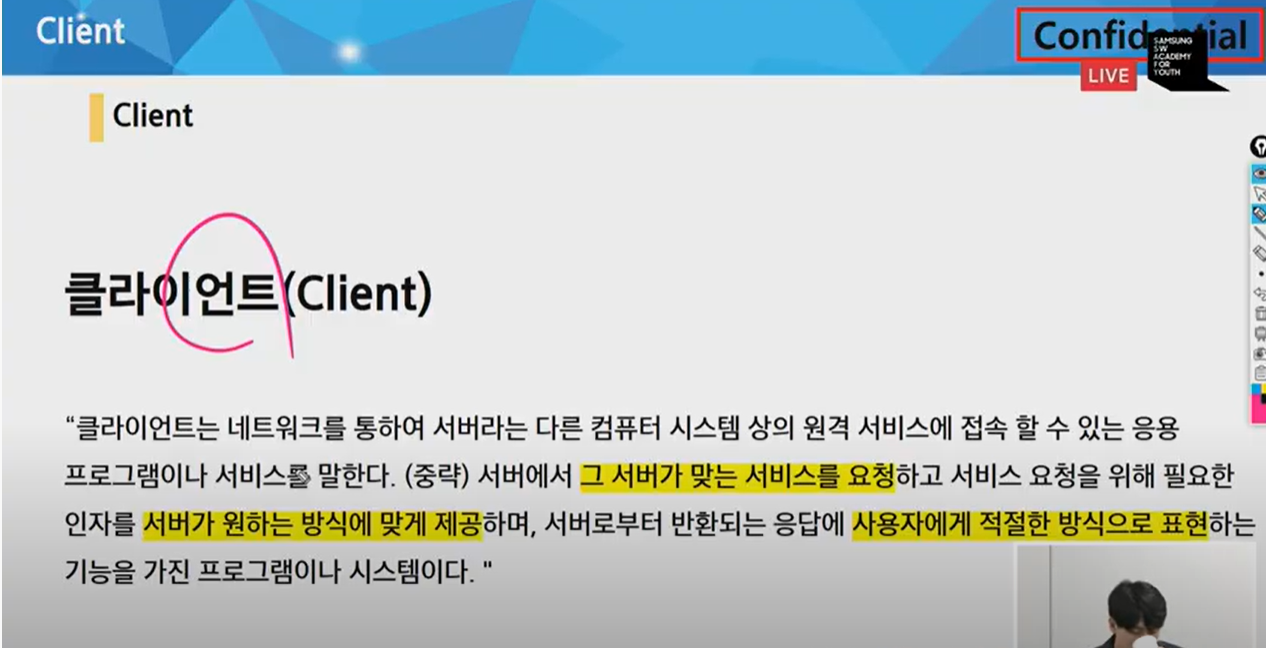 Client
Confidential
SAMSUNG
SW
ACADEMY
FOR
YOUTH
LIVE
Client
클라이언트(Client)
“클라이언트는 네트워크를 통하여 서버라는 다른 컴퓨터 시스템 상의 원격 서비스에 접속 할 수 있는 응용
프로그램이나 서비스를 말한다. (중략) 서버에서 그 서버가 맞는 서비스를 요청하고 서비스 요청을 위해 필요한
인자를 서버가 원하는 방식에 맞게 제공하며, 서버로부터 반환되는 응답에 사용자에게 적절한 방식으로 표현하는
기능을 가진 프로그램이나 시스템이다. "